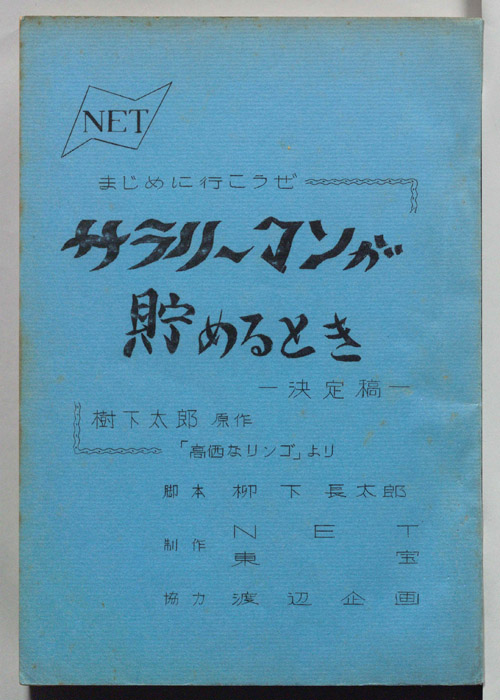 NET
まじめに行こうぜ
サラリーマンが
貯めるとき
―決定稿―
樹下太郎 原作
「高価なリンゴ」より
脚本 柳下長太郎
制作 NET
東宝
協力 渡辺企画